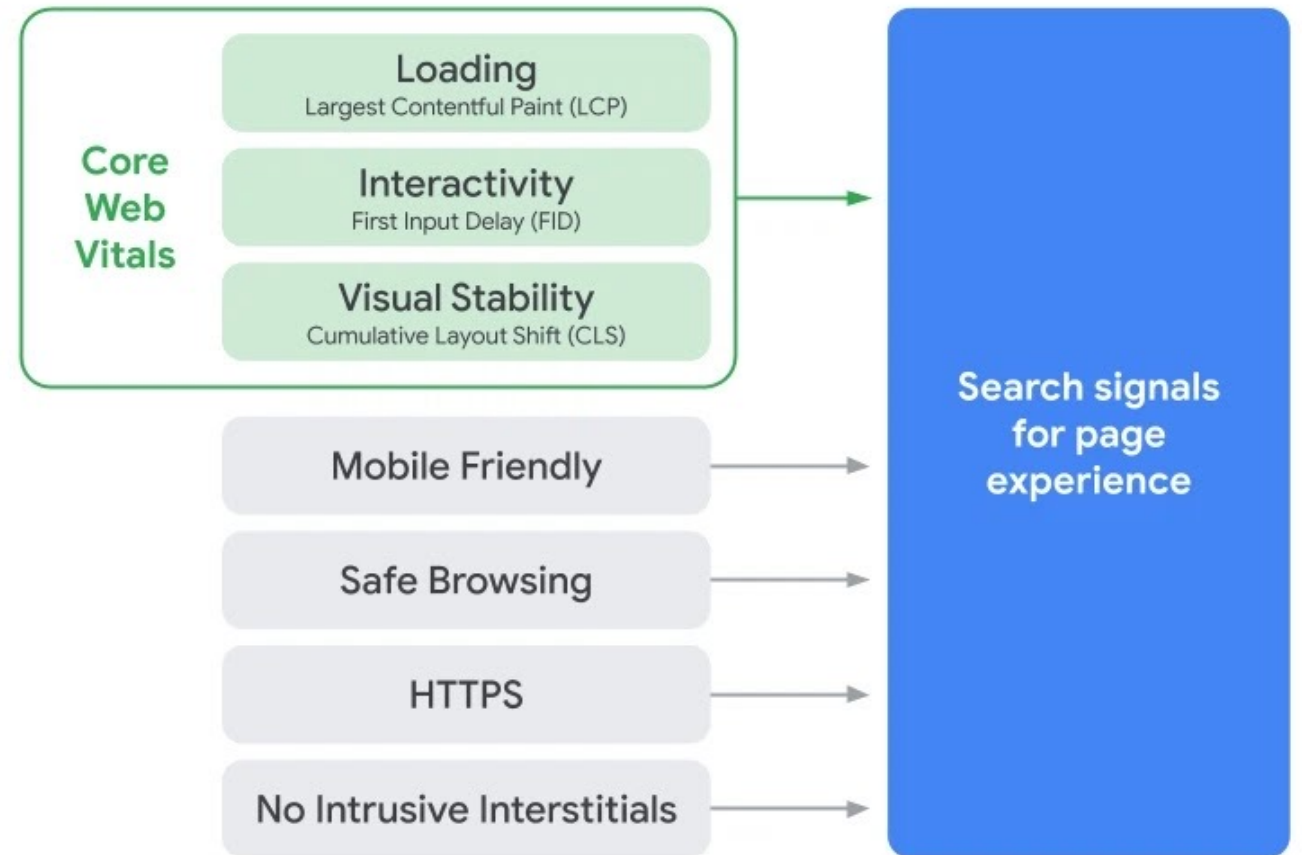 Core
Web
Vitals
Loading
Largest Contentful Paint (LCP)
Interactivity
First Input Delay (FID)
Visual Stability
Cumulative Layout Shift (CLS)
Mobile Friendly
Safe Browsing
HTTPS
No Intrusive Interstitials
Search signals
for page
experience